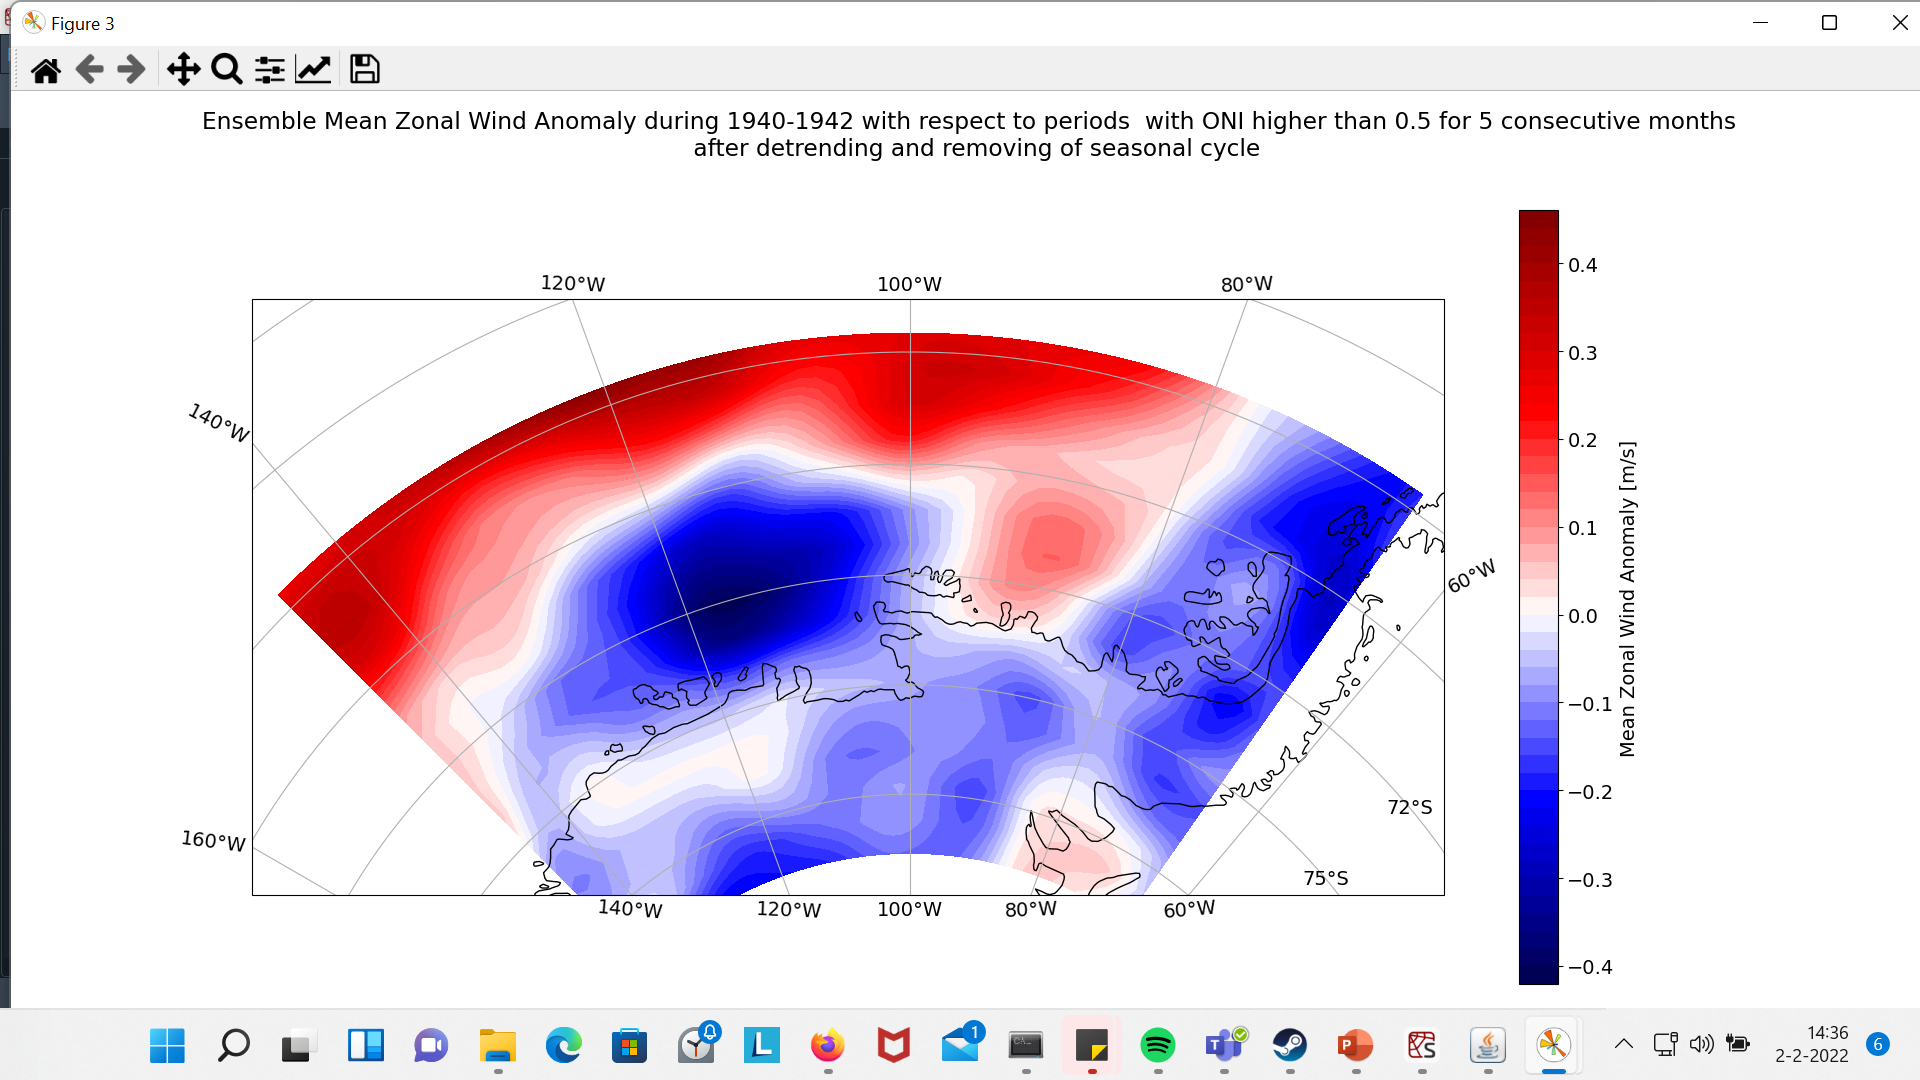 Figure 3
Ensemble Mean Zonal Wind Anomaly during 1940-1942 with respect to periods  with ONI higher than 0.5 for 5 consecutive months
after detrending and removing of seasonal cycle
120°W
100°W
80°W
140°W
160°W
60°W
72°S
75°S
140°W
120°W
100°W
80°W
60°W
0.4
0.3
0.2
0.1
0.0
−0.1
−0.2
−0.3
−0.4
Mean Zonal Wind Anomaly [m/s]
L
1
C:\_
T
P
S
14:36
2-2-2022
6